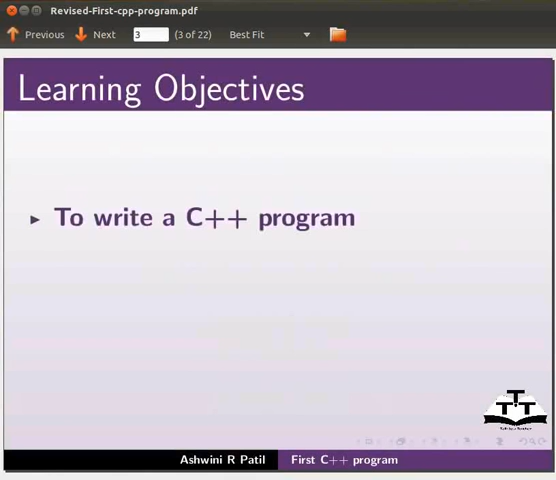 Revised-First-cpp-program.pdf
Previous Next 3 (3 of 22) Best Fit
Learning Objectives
To write a C++ program
Ashwini R Patil First C++ program